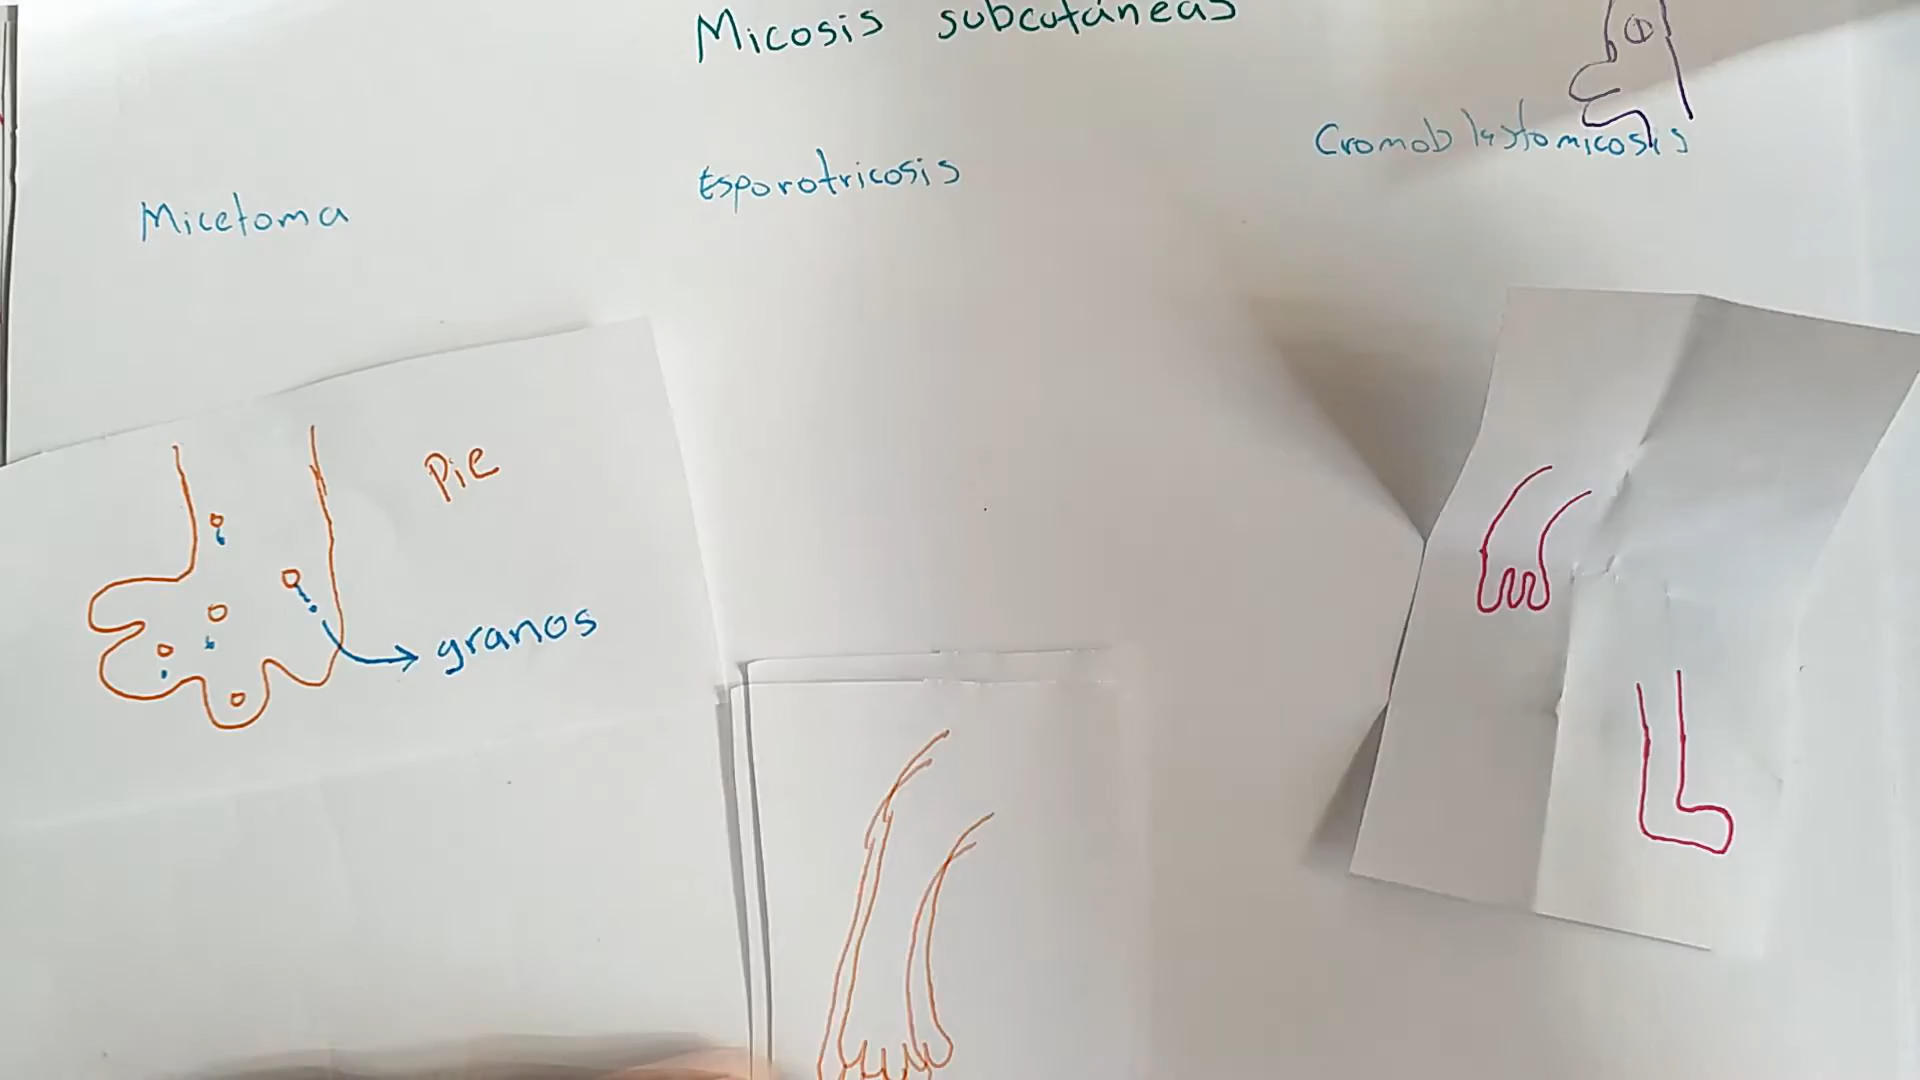 Micosis subcutáneas
Micetoma
Esporotricosis
Cromoblastomicosis
Pie
granos